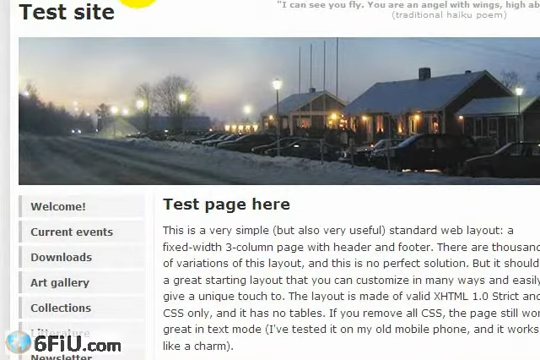 Test site
"I can see you fly. You are an angel with wings, high ab
(traditional haiku poem)
Welcome!
Current events
Downloads
Art gallery
Collections
Literature
Newsletter
Test page here
This is a very simple (but also very useful) standard web layout: a
fixed-width 3-column page with header and footer. There are thousand
of variations of this layout, and this is no perfect solution. But it should
a great starting layout that you can customize in many ways and easily
give a unique touch to. The layout is made of valid XHTML 1.0 Strict and
CSS only, and it has no tables. If you remove all CSS, the page still wor
great in text mode (I've tested it on my old mobile phone, and it works
like a charm).
6FiU.com